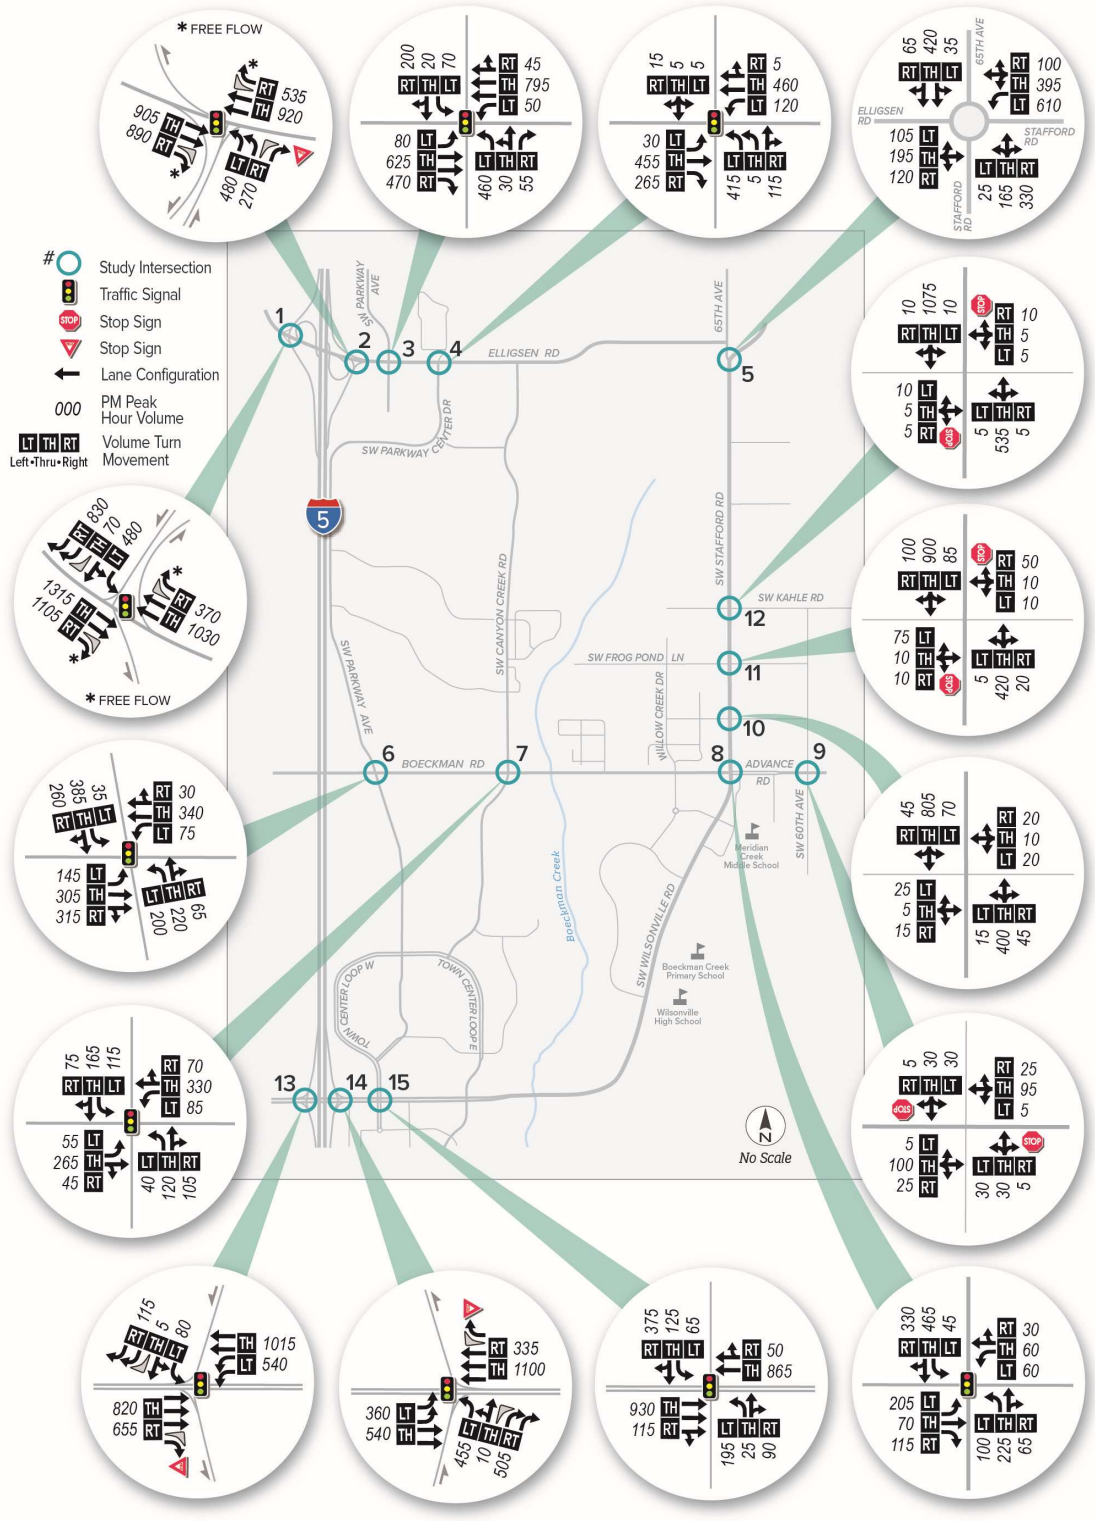 * FREE FLOW
*
RT 535
TH 920
905 TH
890 RT
*
LT RT
480 270
200 20 70
RT TH LT
RT 45
TH 795
LT 50
80 LT
625 TH
470 RT
LT TH RT
460 30 55
15 5 5
RT TH LT
RT 5
TH 460
LT 120
30 LT
455 TH
265 RT
LT TH RT
415 5 115
65 420 35
RT TH LT
65TH AVE
RT 100
TH 395
LT 610
ELLIGSEN RD
STAFFORD RD
105 LT
195 TH
120 RT
LT TH RT
25 165 330
STAFFORD RD
#
Study Intersection
Traffic Signal
STOP Stop Sign
Stop Sign
Lane Configuration
000 PM Peak
Hour Volume
LT TH RT Volume Turn
Left•Thru•Right Movement
10 1075 10
RT TH LT
STOP
RT 10
TH 5
LT 5
10 LT
5 TH
5 RT
STOP
LT TH RT
5 535 5
830 70 480
RT TH LT
*
RT 370
TH 1030
1315 TH
1105 RT
*
* FREE FLOW
100 900 85
RT TH LT
STOP
RT 50
TH 10
LT 10
75 LT
10 TH
10 RT
STOP
LT TH RT
5 420 20
260 385 35
RT TH LT
RT 30
TH 340
LT 75
145 LT
305 TH
315 RT
LT TH RT
200 220 65
45 805 70
RT TH LT
RT 20
TH 10
LT 20
25 LT
5 TH
15 RT
LT TH RT
15 400 45
75 165 115
RT TH LT
RT 70
TH 330
LT 85
55 LT
265 TH
45 RT
LT TH RT
40 120 105
5 30 30
RT TH LT
STOP
RT 25
TH 95
LT 5
5 LT
100 TH
25 RT
STOP
LT TH RT
30 30 5
115 5 80
RT TH LT
TH 1015
LT 540
820 TH
655 RT
RT 335
TH 1100
360 LT
540 TH
LT TH RT
455 10 505
375 125 65
RT TH LT
RT 50
TH 865
930 TH
115 RT
LT TH RT
195 25 90
330 465 45
RT TH LT
RT 30
TH 60
LT 60
205 LT
70 TH
115 RT
LT TH RT
100 225 65
1
2
3
4
5
6
7
8
9
10
11
12
13
14
15
SW PARKWAY AVE
ELLIGSEN RD
65TH AVE
SW PARKWAY CENTER DR
5
SW STAFFORD RD
SW CANYON CREEK RD
SW KAHLE RD
SW FROG POND LN
SW PARKWAY AVE
WILLOW CREEK DR
BOECKMAN RD
ADVANCE RD
SW 60TH AVE
Meridian
Creek
Middle School
Boeckman Creek
SW WILSONVILLE RD
Boeckman Creek
Primary School
Wilsonville
High School
TOWN CENTER LOOP W
TOWN CENTER LOOP E
N
No Scale